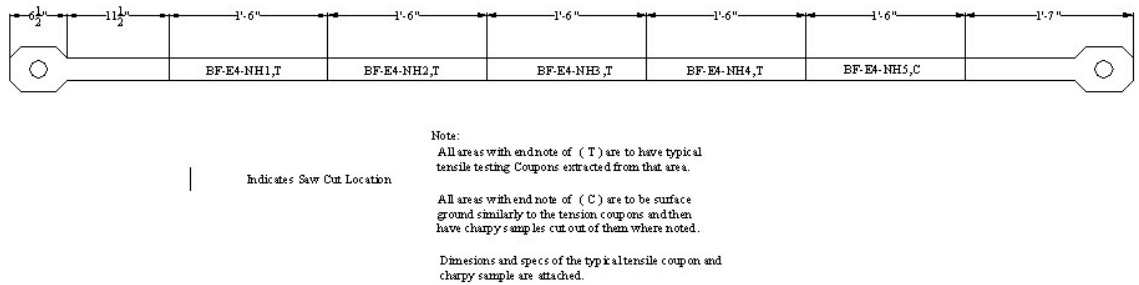 6 1/2" 11 1/2" 1'-6" 1'-6" 1'-6" 1'-6" 1'-6" 1'-7"
BF-E4-NH1,T BF-E4-NH2,T BF-E4-NH3,T BF-E4-NH4,T BF-E4-NH5,C
Indicates Saw Cut Location
Note:
All areas with endnote of ( T ) are to have typical
tensile testing Coupons extracted from that area.
All areas with end note of ( C ) are to be surface
ground similarly to the tension coupons and then
have charpy samples cut out of them where noted.
Dimesions and specs of the typical tensile coupon and
charpy sample are attached.